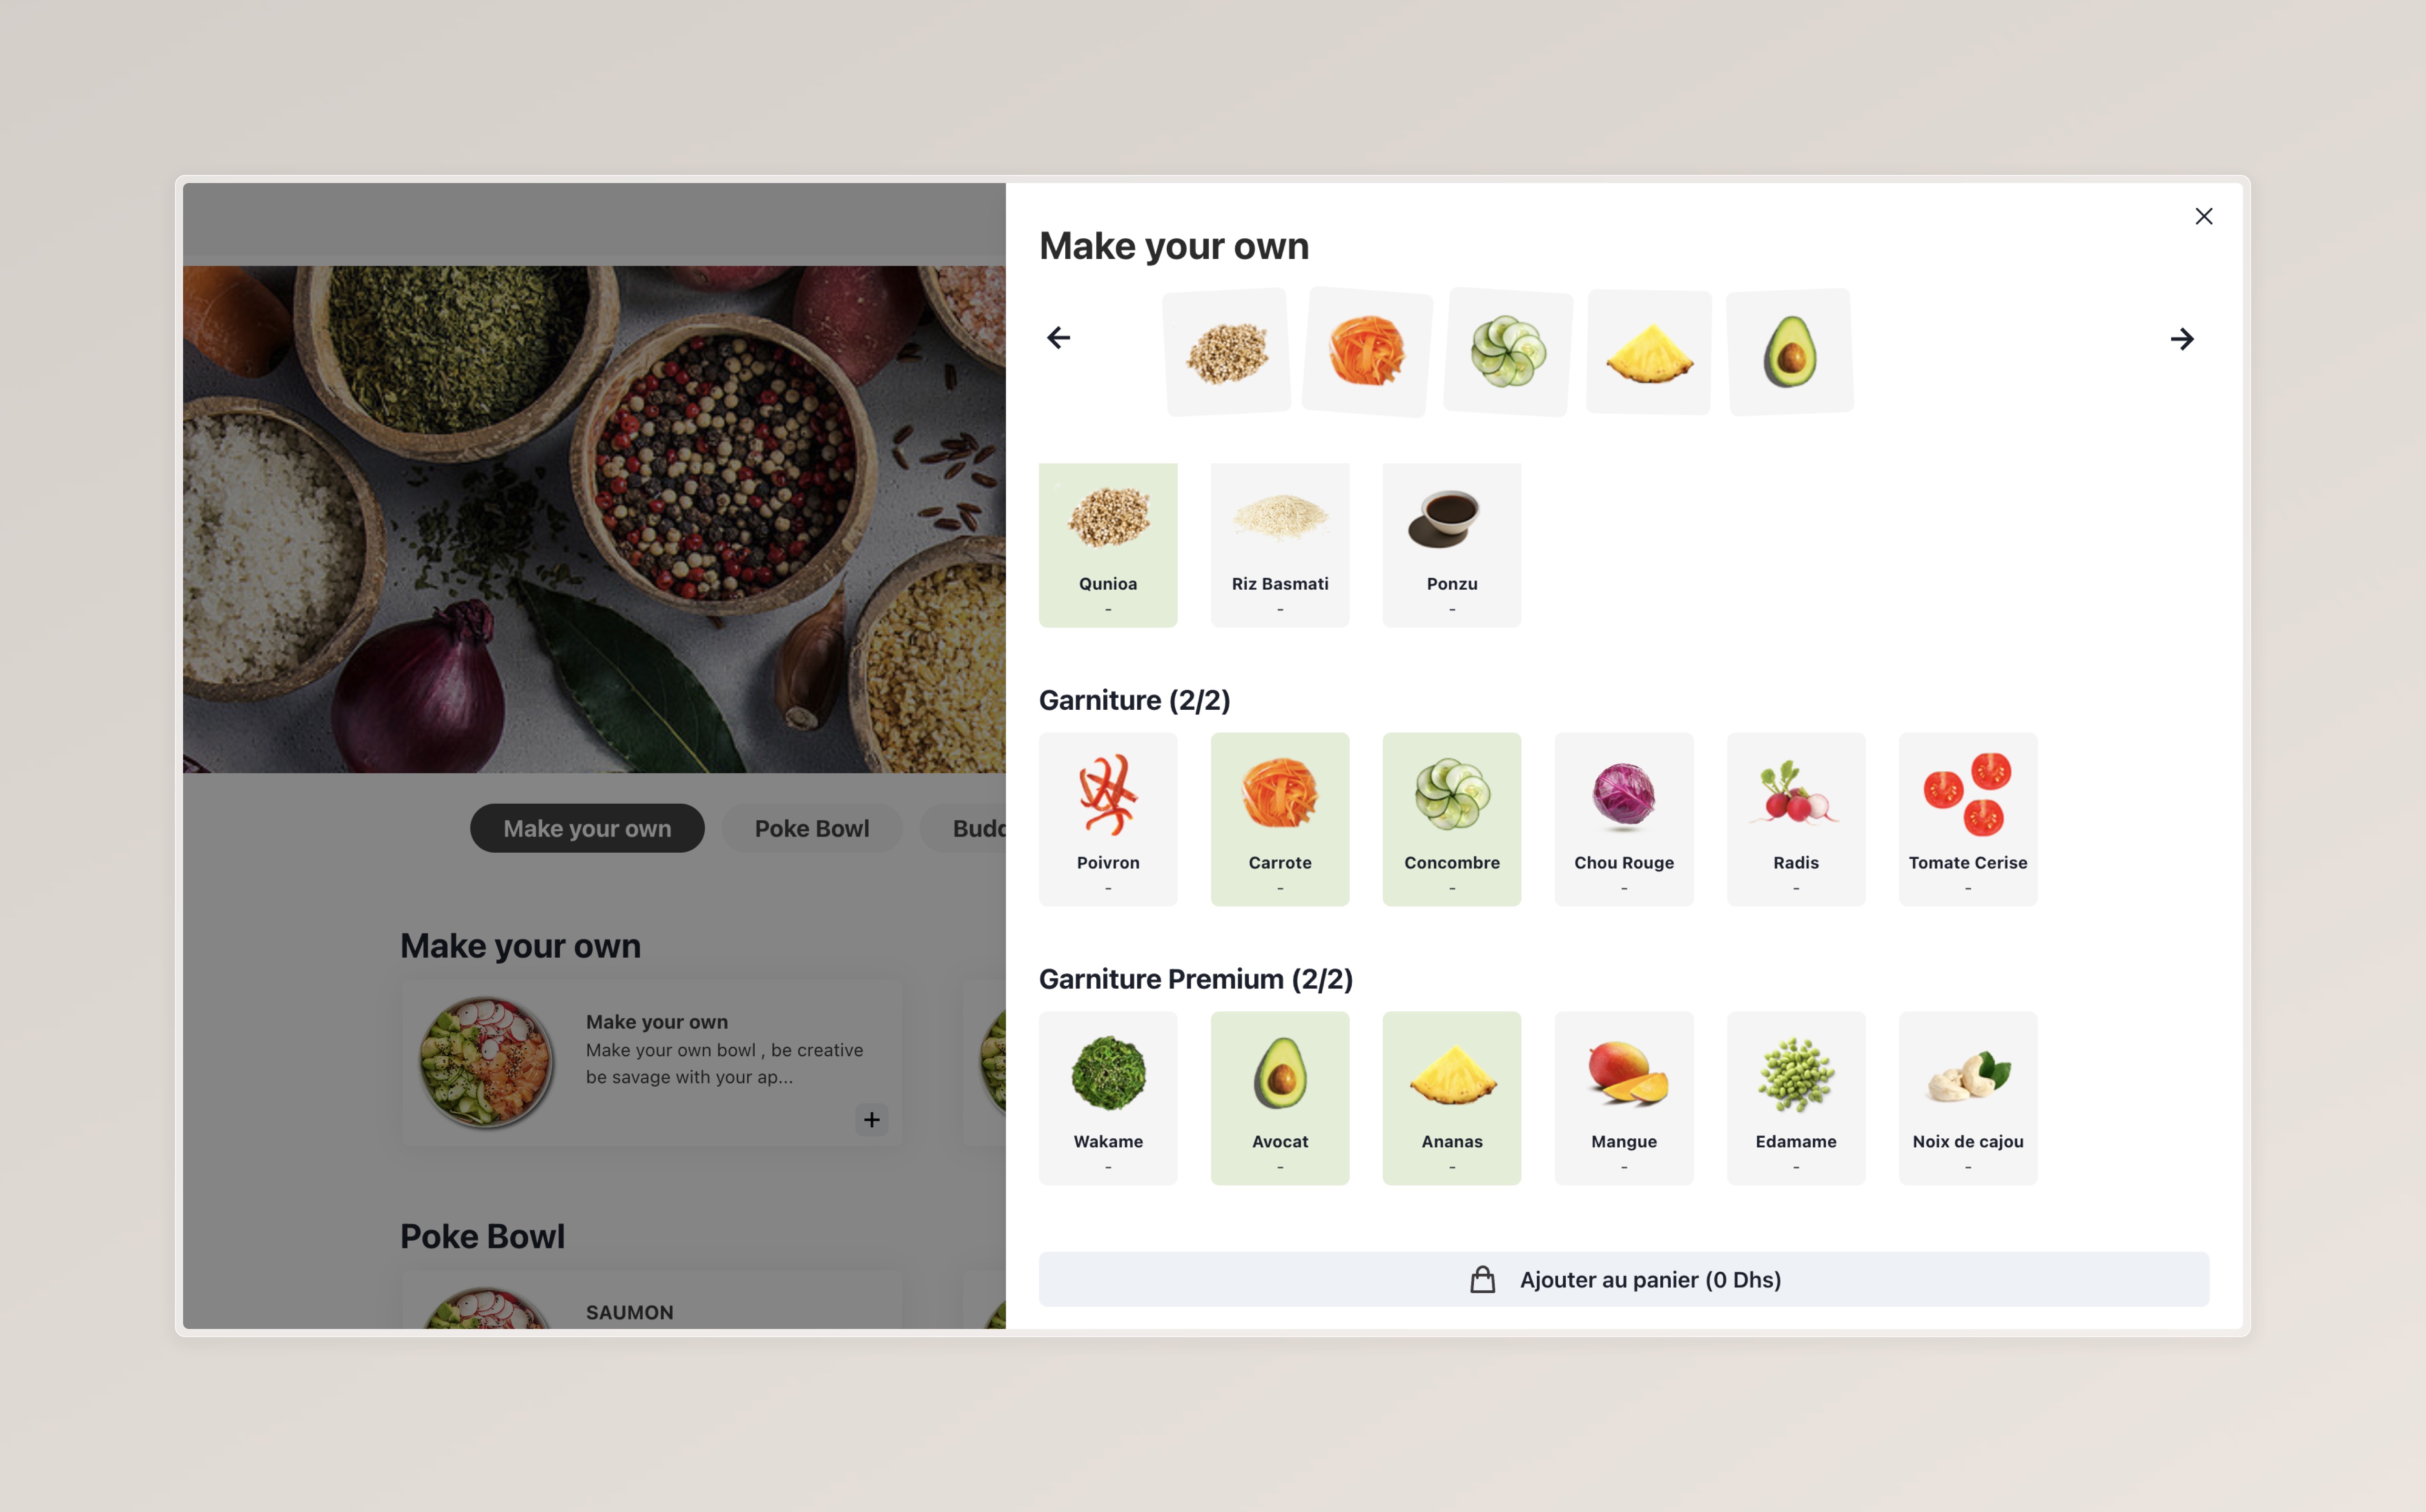 Make your own
Poke Bowl
Make your own
Make your own
Make your own bowl , be creative
be savage with your ap...
+
Poke Bowl
SAUMON
Make your own
Qunioa
-
Riz Basmati
-
Ponzu
-
Garniture (2/2)
Poivron
-
Carrote
-
Concombre
-
Chou Rouge
-
Radis
-
Tomate Cerise
-
Garniture Premium (2/2)
Wakame
-
Avocat
-
Ananas
-
Mangue
-
Edamame
-
Noix de cajou
-
Ajouter au panier (0 Dhs)